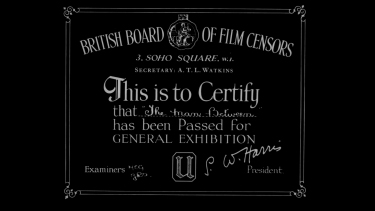 BRITISH BOARD OF FILM CENSORS
3, SOHO SQUARE, W.1.
SECRETARY: A. T. L. WATKINS
This is to Certify
that "The Man Between"
has been Passed for
GENERAL EXHIBITION
S. W. Harris
Examiners
U
President